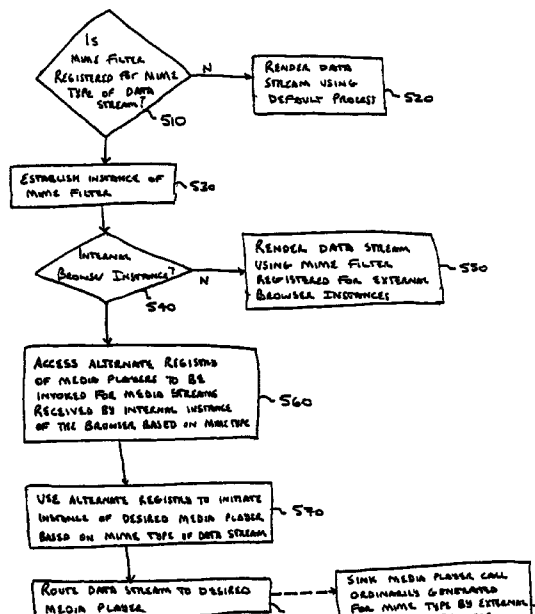 IS
MIME FILTER
REGISTERED FOR MIME
TYPE OF DATA
STREAM?
N
510
RENDER DATA
STREAM USING
DEFAULT PROCESS
520
ESTABLISH INSTANCE OF
MIME FILTER
530
INTERNAL
BROWSER INSTANCE?
N
540
RENDER DATA STREAM
USING MIME FILTER
REGISTERED FOR EXTERNAL
BROWSER INSTANCES
550
ACCESS ALTERNATE REGISTRY
OF MEDIA PLAYERS TO BE
INVOKED FOR MEDIA STREAMS
RECEIVED BY INTERNAL INSTANCE
OF THE BROWSER BASED ON MIME TYPE
560
USE ALTERNATE REGISTRY TO INITIATE
INSTANCE OF DESIRED MEDIA PLAYER
BASED ON MIME TYPE OF DATA STREAM
570
ROUTE DATA STREAM TO DESIRED
MEDIA PLAYER
SINK MEDIA PLAYER CALL
ORDINARILY GENERATED
FOR MIME TYPE BY EXTERNAL